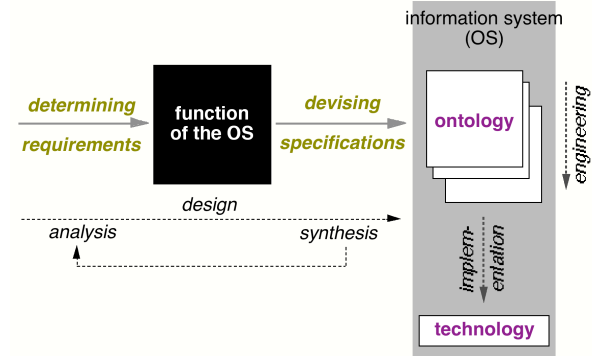 information system
(OS)
determining
requirements
function
of the OS
devising
specifications
ontology
engineering
design
analysis
synthesis
implem-
entation
technology